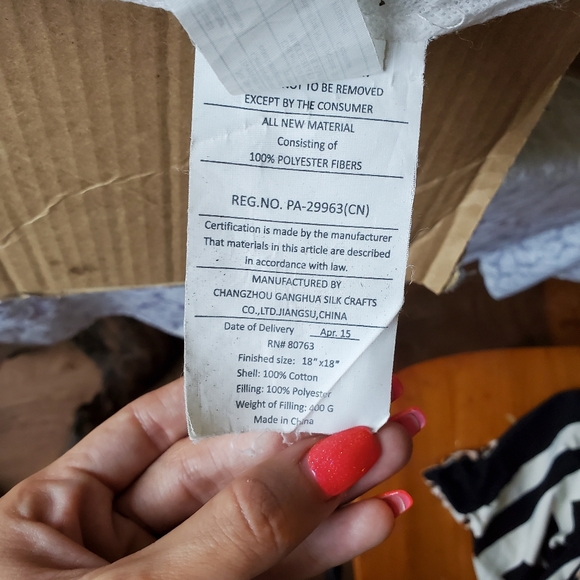 NOT TO BE REMOVED
EXCEPT BY THE CONSUMER
ALL NEW MATERIAL
Consisting of
100% POLYESTER FIBERS
REG.NO. PA-29963(CN)
Certification is made by the manufacturer
That materials in this article are described
in accordance with law.
MANUFACTURED BY
CHANGZHOU GANGHUA SILK CRAFTS
CO.,LTD.JIANGSU,CHINA
Date of Delivery Apr. 15
RN# 80763
Finished size: 18"x18"
Shell: 100% Cotton
Filling: 100% Polyester
Weight of Filling: 400 G
Made in China